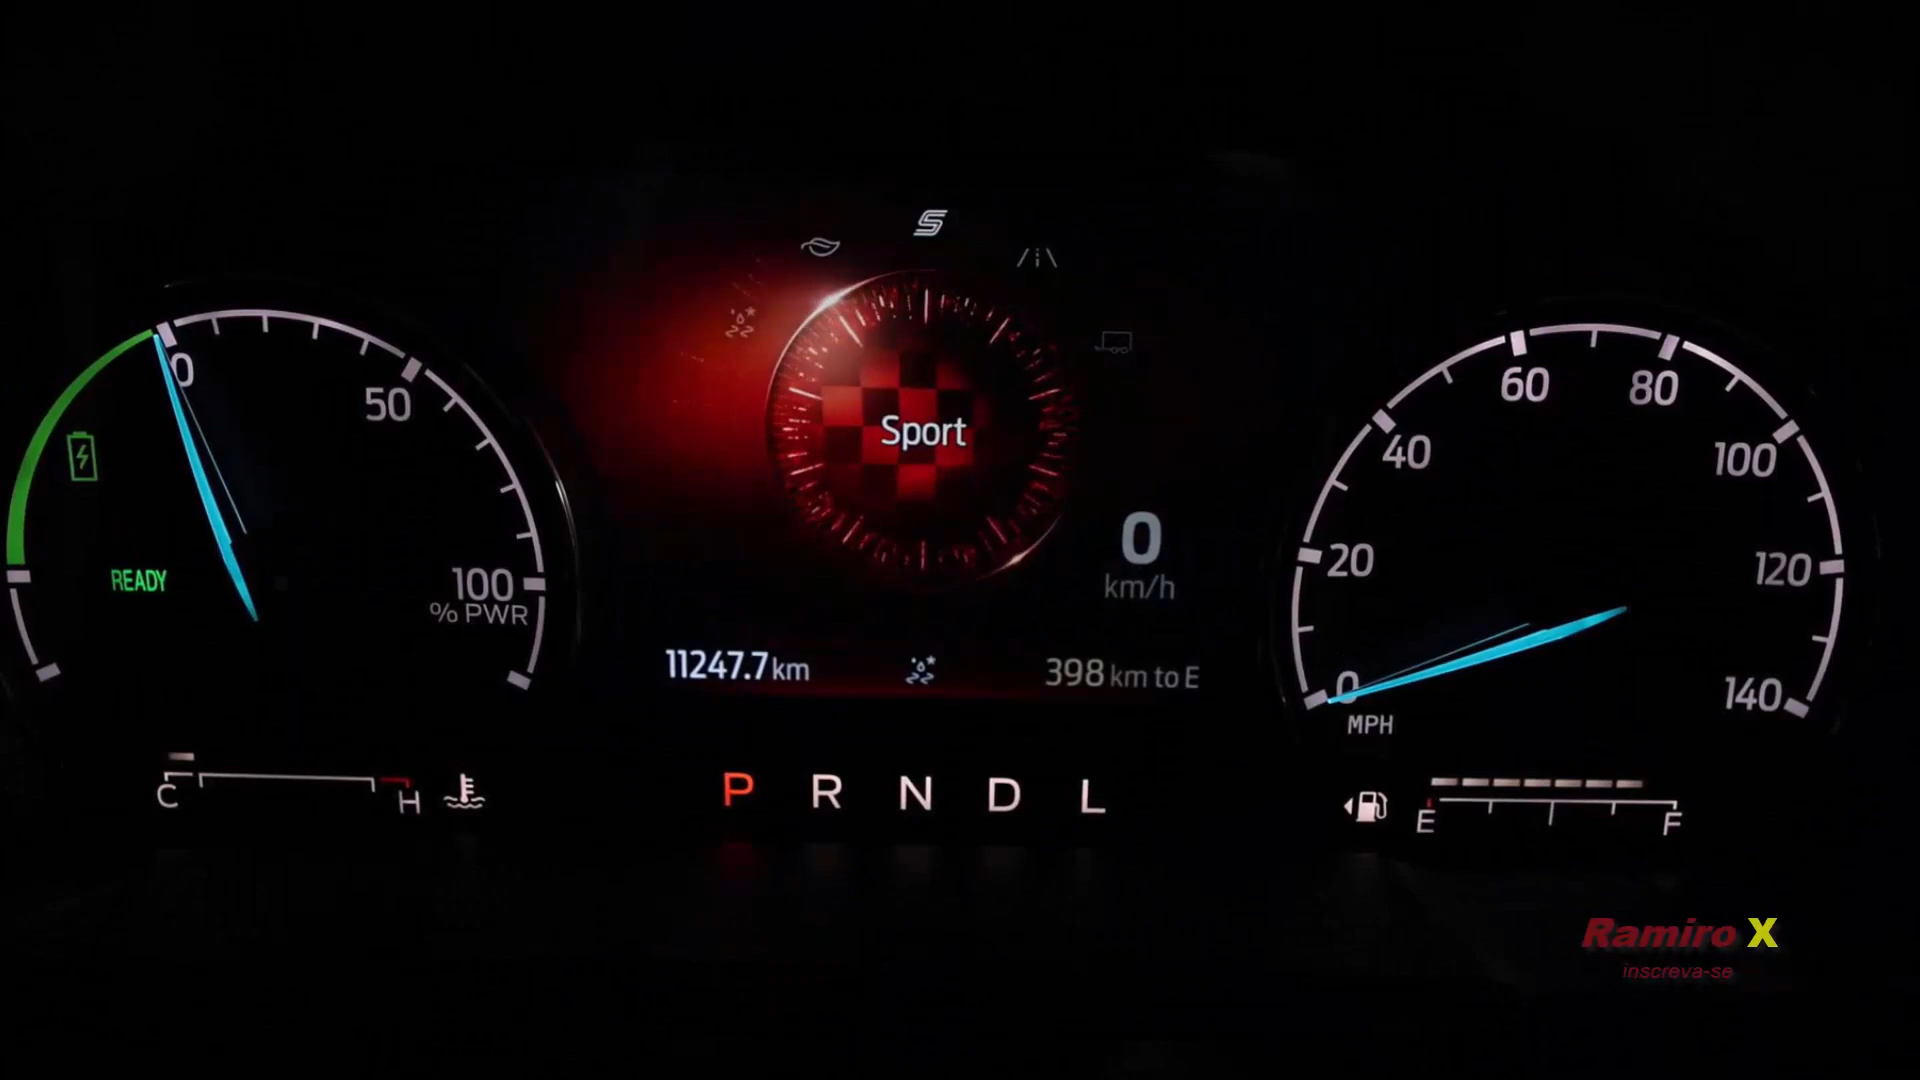 S
0
50
100
% PWR
READY
Sport
0
km/h
11247.7 km
398 km to E
0
20
40
60
80
100
120
140
MPH
C
H
P R N D L
E
F
Ramiro X
inscreva-se